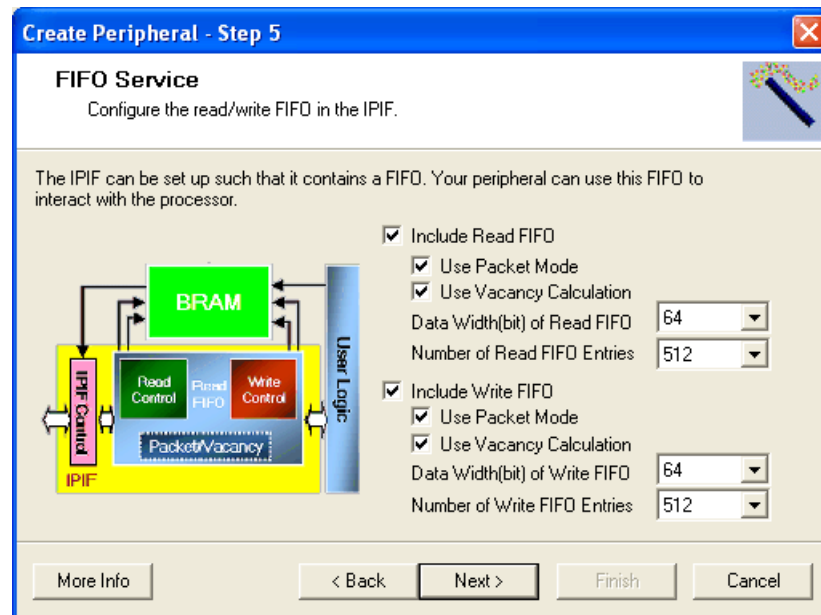 Create Peripheral - Step 5
FIFO Service
Configure the read/write FIFO in the IPIF.
The IPIF can be set up such that it contains a FIFO. Your peripheral can use this FIFO to
interact with the processor.
BRAM
IPIF Control
Read
Control
Read
FIFO
Write
Control
Packet/Vacancy
IPIF
User Logic
Include Read FIFO
Use Packet Mode
Use Vacancy Calculation
Data Width(bit) of Read FIFO 64
Number of Read FIFO Entries 512
Include Write FIFO
Use Packet Mode
Use Vacancy Calculation
Data Width(bit) of Write FIFO 64
Number of Write FIFO Entries 512
More Info < Back Next > Finish Cancel